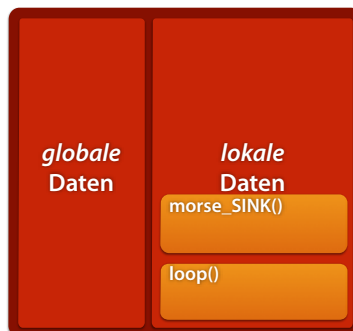 globale
Daten
lokale
Daten
morse_SINK()
loop()